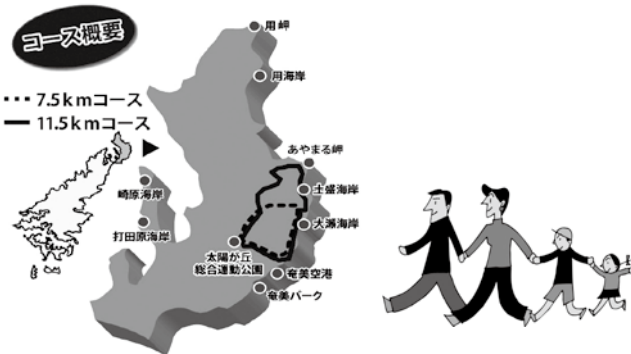 コース概要
7.5kmコース
11.5kmコース
用岬
用海岸
あやまる岬
土盛海岸
大瀬海岸
崎原海岸
打田原海岸
太陽が丘
総合運動公園
奄美空港
奄美パーク